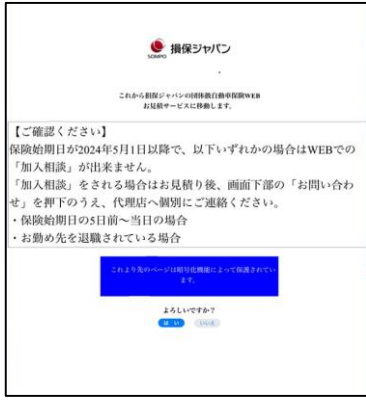 SOMPO
損保ジャパン
これから損保ジャパンの団体扱自動車保険WEB
お見積サービスに移動します。
【ご確認ください】
保険始期日が2024年5月1日以降で、以下いずれかの場合はWEBでの
「加入相談」が出来ません。
「加入相談」をされる場合はお見積り後、画面下部の「お問い合わ
せ」を押下のうえ、代理店へ個別にご連絡ください。
・保険始期日の5日前～当日の場合
・お勤め先を退職されている場合
これより先のページは暗号化機能によって保護されてい
ます。
よろしいですか?
はい いいえ